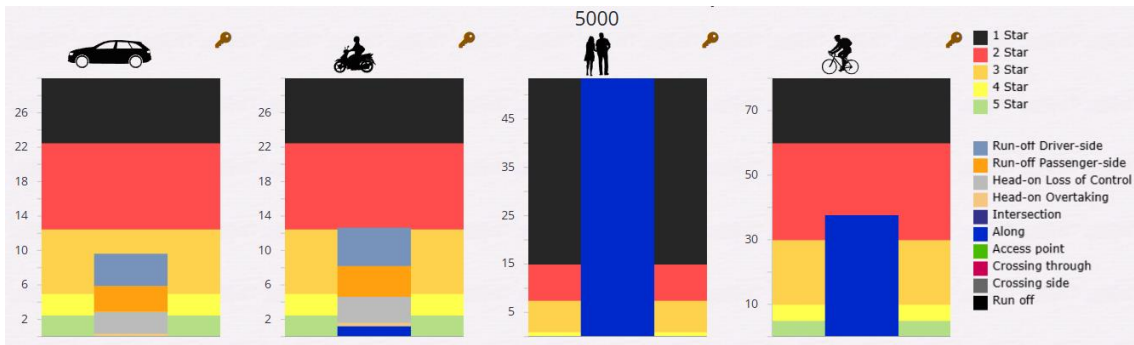 5000
26
22
18
14
10
6
2
26
22
18
14
10
6
2
45
35
25
15
5
70
50
30
10
1 Star
2 Star
3 Star
4 Star
5 Star
Run-off Driver-side
Run-off Passenger-side
Head-on Loss of Control
Head-on Overtaking
Intersection
Along
Access point
Crossing through
Crossing side
Run off